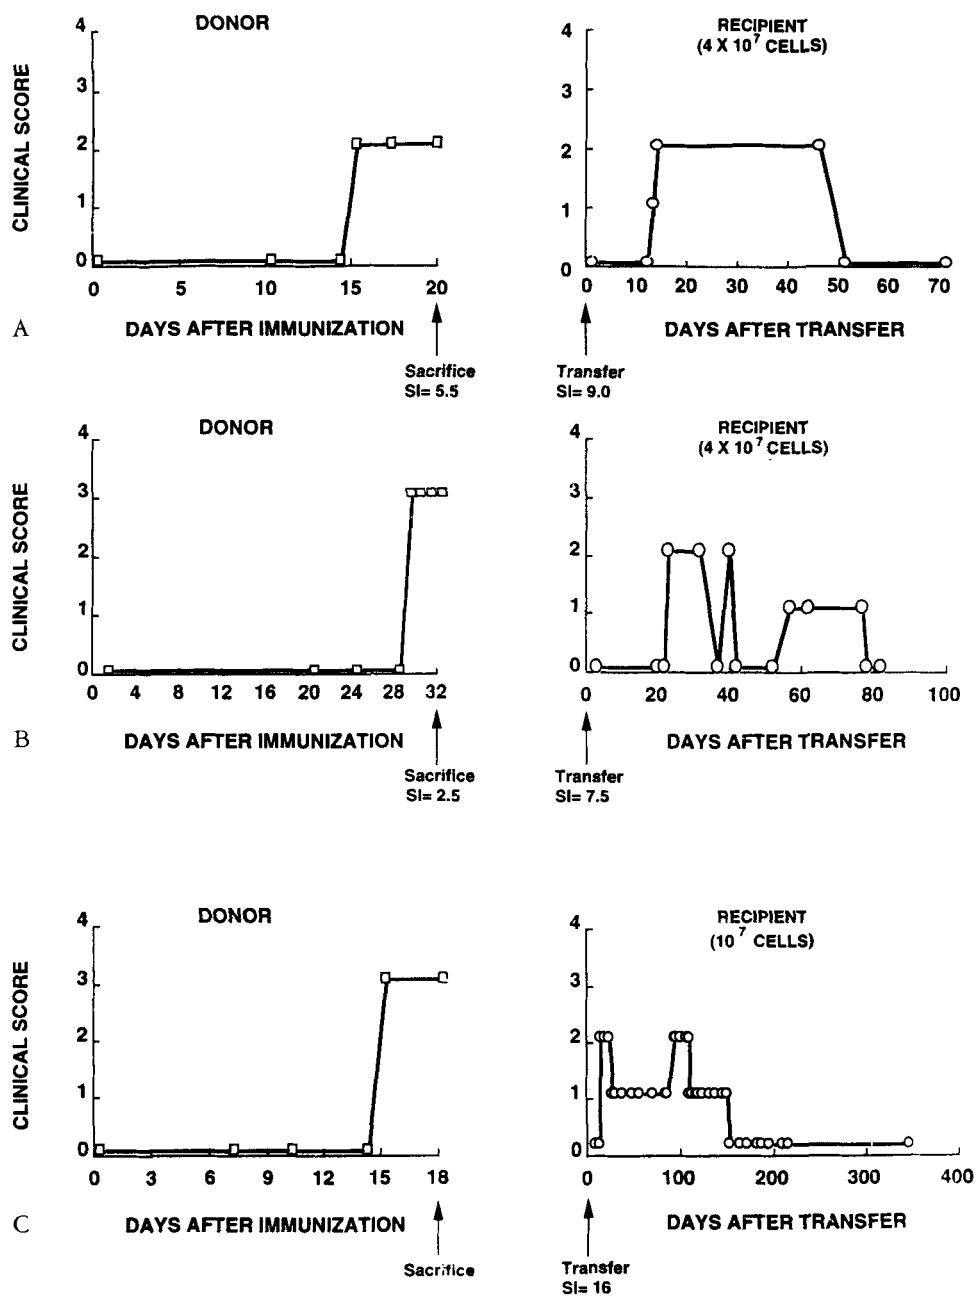 DONOR
CLINICAL SCORE
4
3
2
1
0
0 5 10 15 20
A
DAYS AFTER IMMUNIZATION
Sacrifice
SI= 5.5
RECIPIENT
(4 X 10^7 CELLS)
4
3
2
1
0
0 10 20 30 40 50 60 70
DAYS AFTER TRANSFER
Transfer
SI= 9.0
DONOR
CLINICAL SCORE
4
3
2
1
0
0 4 8 12 16 20 24 28 32
B
DAYS AFTER IMMUNIZATION
Sacrifice
SI= 2.5
RECIPIENT
(4 X 10^7 CELLS)
4
3
2
1
0
0 20 40 60 80 100
DAYS AFTER TRANSFER
Transfer
SI= 7.5
DONOR
CLINICAL SCORE
4
3
2
1
0
0 3 6 9 12 15 18
C
DAYS AFTER IMMUNIZATION
Sacrifice
RECIPIENT
(10^7 CELLS)
4
3
2
1
0
0 100 200 300 400
DAYS AFTER TRANSFER
Transfer
SI= 16